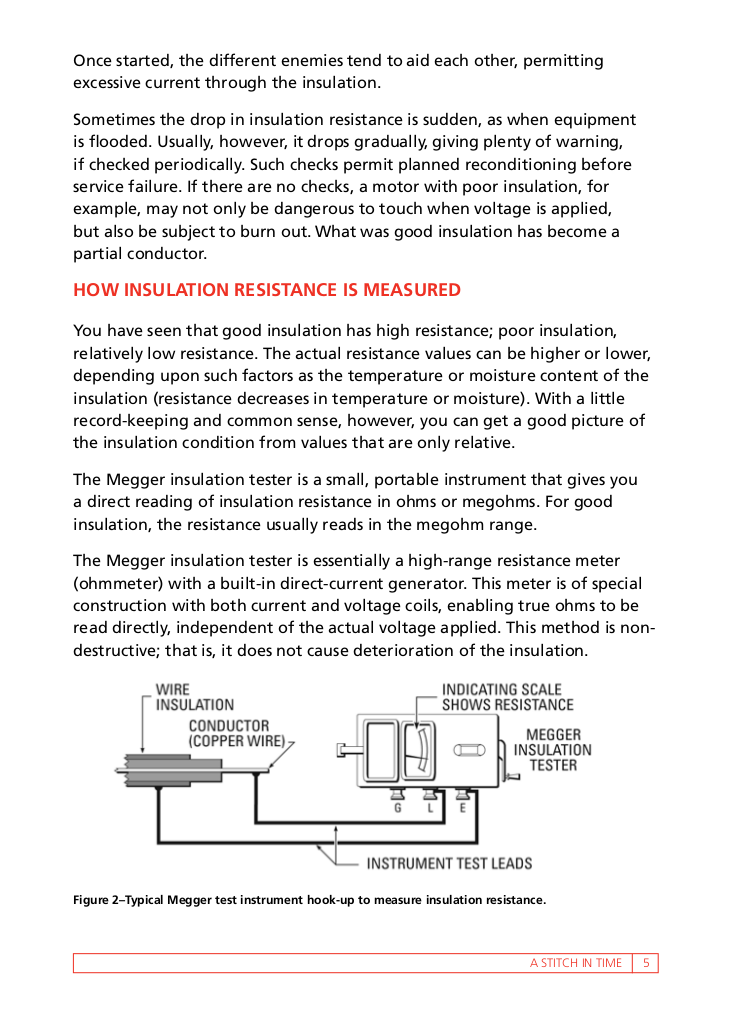 Once started, the different enemies tend to aid each other, permitting
excessive current through the insulation.
Sometimes the drop in insulation resistance is sudden, as when equipment
is flooded. Usually, however, it drops gradually, giving plenty of warning,
if checked periodically. Such checks permit planned reconditioning before
service failure. If there are no checks, a motor with poor insulation, for
example, may not only be dangerous to touch when voltage is applied,
but also be subject to burn out. What was good insulation has become a
partial conductor.
HOW INSULATION RESISTANCE IS MEASURED
You have seen that good insulation has high resistance; poor insulation,
relatively low resistance. The actual resistance values can be higher or lower,
depending upon such factors as the temperature or moisture content of the
insulation (resistance decreases in temperature or moisture). With a little
record-keeping and common sense, however, you can get a good picture of
the insulation condition from values that are only relative.
The Megger insulation tester is a small, portable instrument that gives you
a direct reading of insulation resistance in ohms or megohms. For good
insulation, the resistance usually reads in the megohm range.
The Megger insulation tester is essentially a high-range resistance meter
(ohmmeter) with a built-in direct-current generator. This meter is of special
construction with both current and voltage coils, enabling true ohms to be
read directly, independent of the actual voltage applied. This method is non-
destructive; that is, it does not cause deterioration of the insulation.
WIRE
INSULATION
CONDUCTOR
(COPPER WIRE)
INDICATING SCALE
SHOWS RESISTANCE
MEGGER
INSULATION
TESTER
G L E
INSTRUMENT TEST LEADS
Figure 2–Typical Megger test instrument hook-up to measure insulation resistance.
A STITCH IN TIME 5